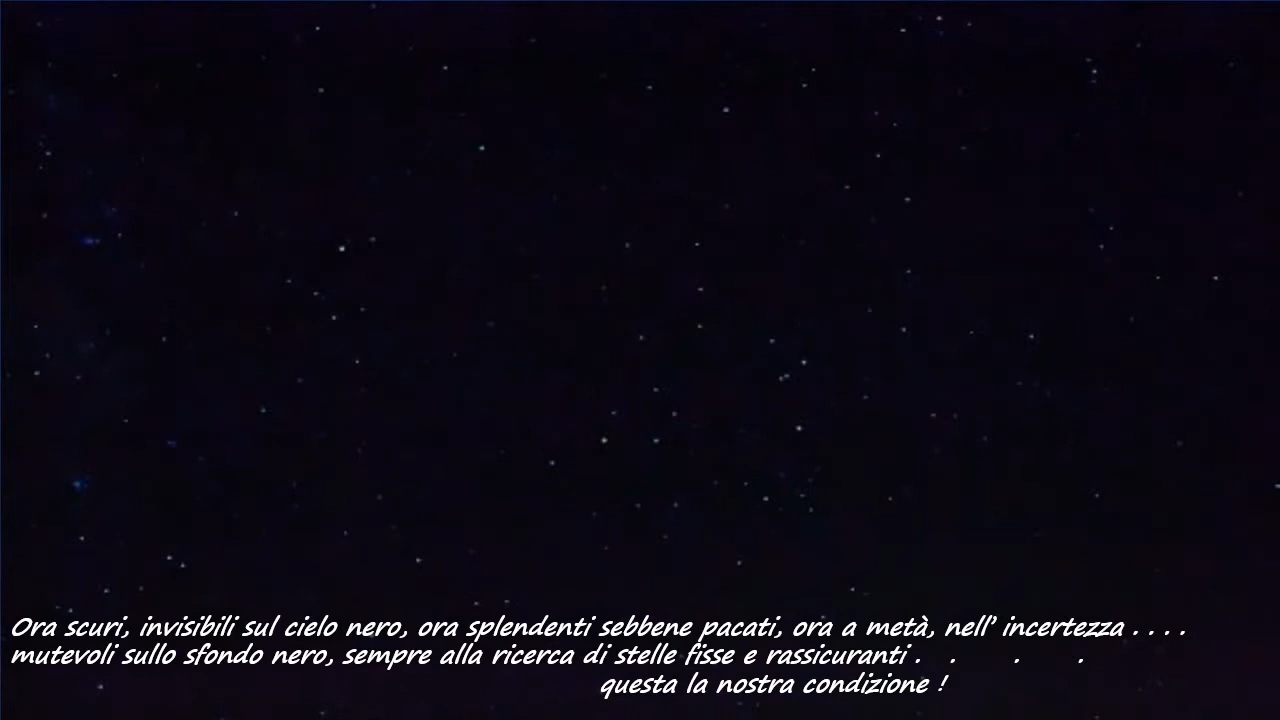 Ora scuri, invisibili sul cielo nero, ora splendenti sebbene pacati, ora a metà, nell' incertezza . . . .
mutevoli sullo sfondo nero, sempre alla ricerca di stelle fisse e rassicuranti . . . .
questa la nostra condizione !